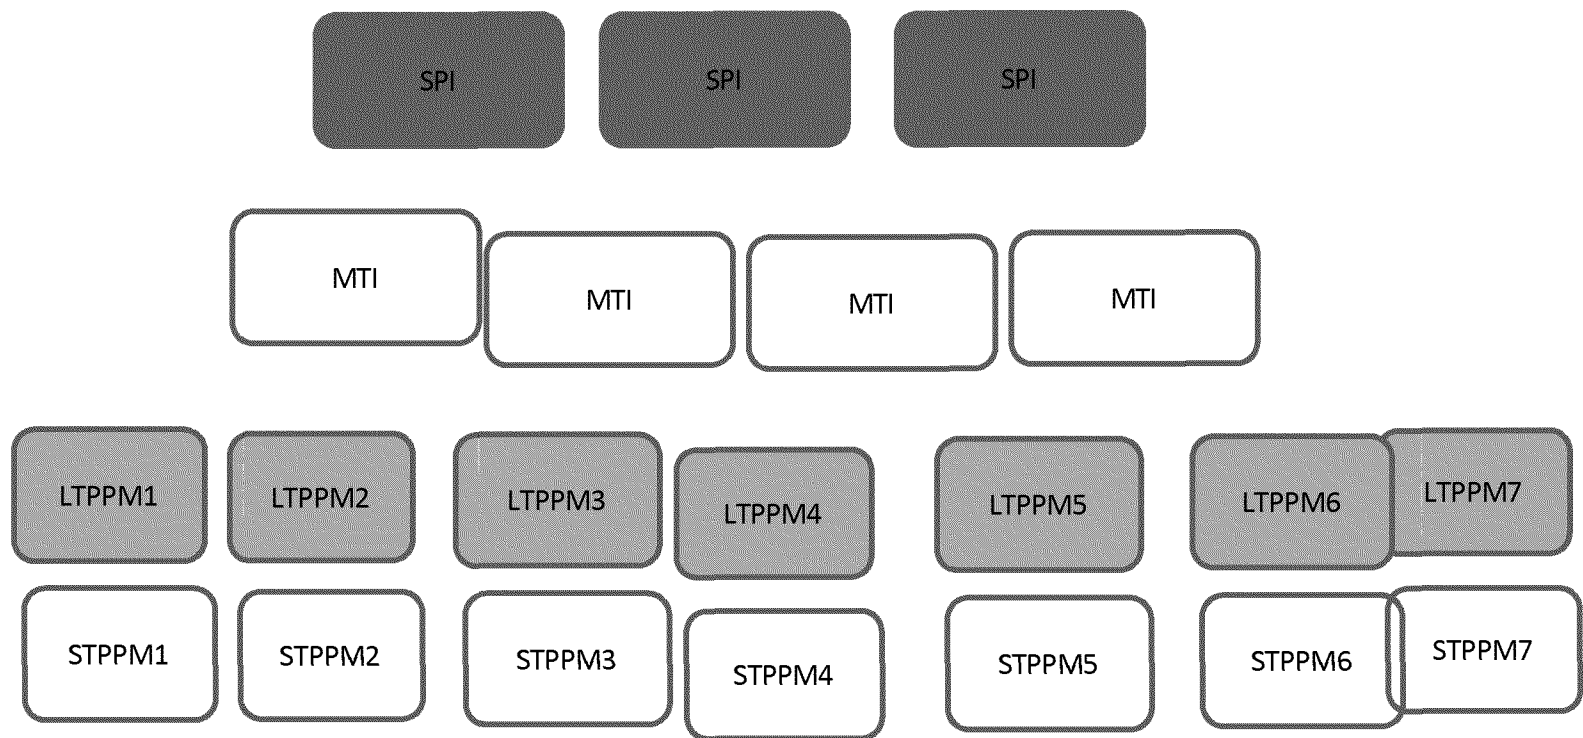 SPI SPI SPI
MTI MTI MTI MTI
LTPPM1 LTPPM2 LTPPM3 LTPPM4 LTPPM5 LTPPM6 LTPPM7
STPPM1 STPPM2 STPPM3 STPPM4 STPPM5 STPPM6 STPPM7